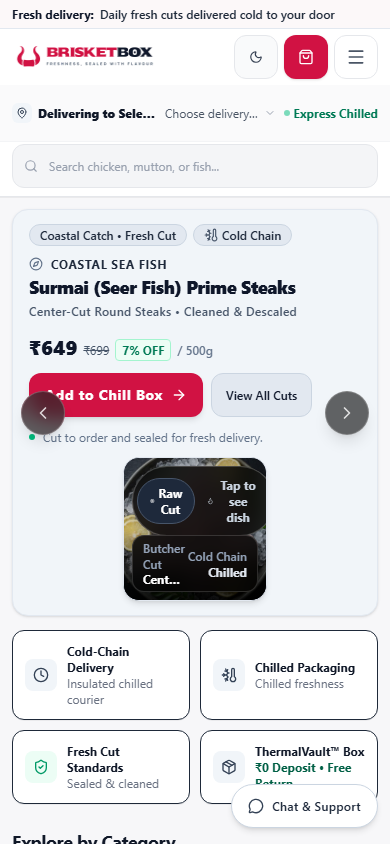 Fresh delivery: Daily fresh cuts delivered cold to your door
BRISKETBOX
FRESHNESS, SEALED WITH FLAVOUR
Delivering to Sele... Choose delivery... Express Chilled
Search chicken, mutton, or fish...
Coastal Catch • Fresh Cut Cold Chain
COASTAL SEA FISH
Surmai (Seer Fish) Prime Steaks
Center-Cut Round Steaks • Cleaned & Descaled
₹649 ₹699 7% OFF / 500g
Add to Chill Box → View All Cuts
Cut to order and sealed for fresh delivery.
Raw Cut
Tap to see dish
Butcher Cut
Cent...
Cold Chain
Chilled
Cold-Chain Delivery
Insulated chilled courier
Chilled Packaging
Chilled freshness
Fresh Cut Standards
Sealed & cleaned
ThermalVault™ Box
₹0 Deposit • Free
Return
Chat & Support
Explore by Category